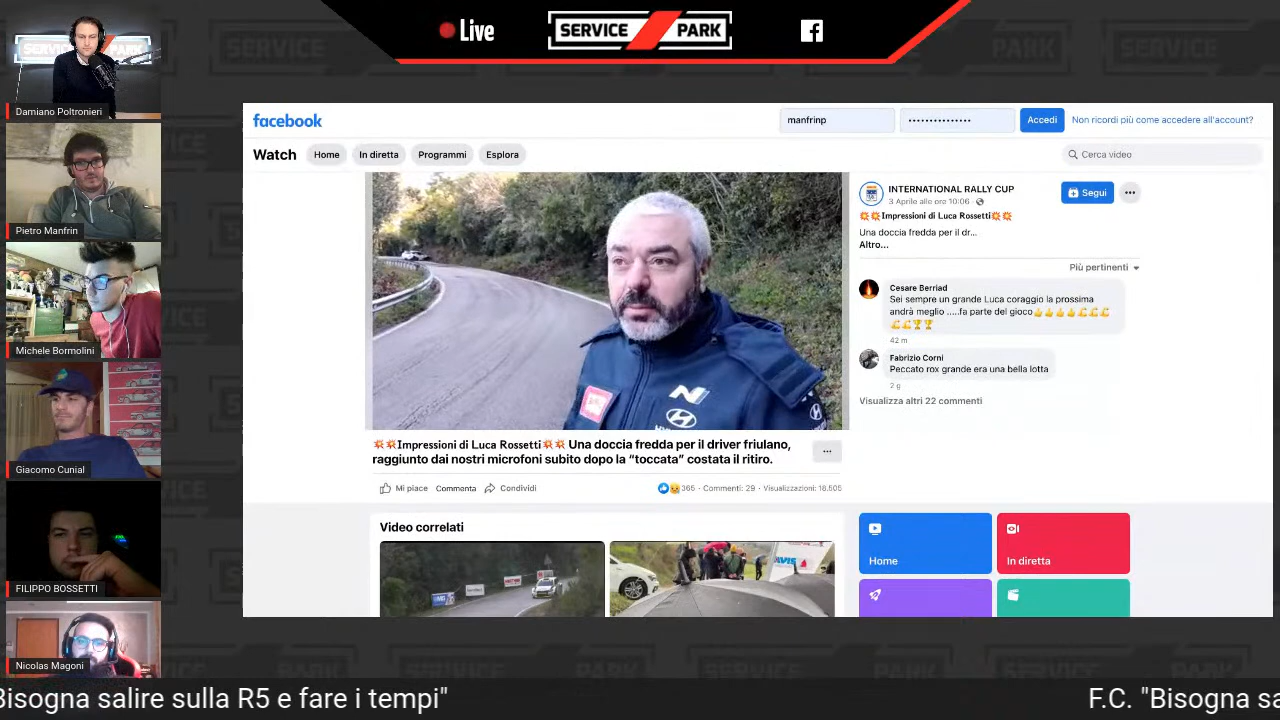 Live
SERVICE PARK
Damiano Poltronieri
Pietro Manfrin
Michele Bormolini
Giacomo Cunial
FILIPPO BOSSETTI
Nicolas Magoni
facebook
manfrinp
••••••••••••••
Accedi
Non ricordi più come accedere all'account?
Watch
Home
In diretta
Programmi
Esplora
Cerca video
INTERNATIONAL RALLY CUP
3 Aprile alle ore 10:06
Segui
💥💥Impressioni di Luca Rossetti💥💥
Una doccia fredda per il dr...
Altro...
Più pertinenti
Cesare Berriad
Sei sempre un grande Luca coraggio la prossima
andrà meglio .....fa parte del gioco👍👍👍👍💪💪💪
💪💪🏆🏆
42 m
Fabrizio Corni
Peccato rox grande era una bella lotta
2 g
Visualizza altri 22 commenti
HYUNDAI
💥💥Impressioni di Luca Rossetti💥💥 Una doccia fredda per il driver friulano,
raggiunto dai nostri microfoni subito dopo la “toccata” costata il ritiro.
Mi piace
Commenta
Condividi
365 · Commenti: 29 · Visualizzazioni: 18.505
Video correlati
AVIS
Home
In diretta
Bisogna salire sulla R5 e fare i tempi"
F.C. "Bisogna sa